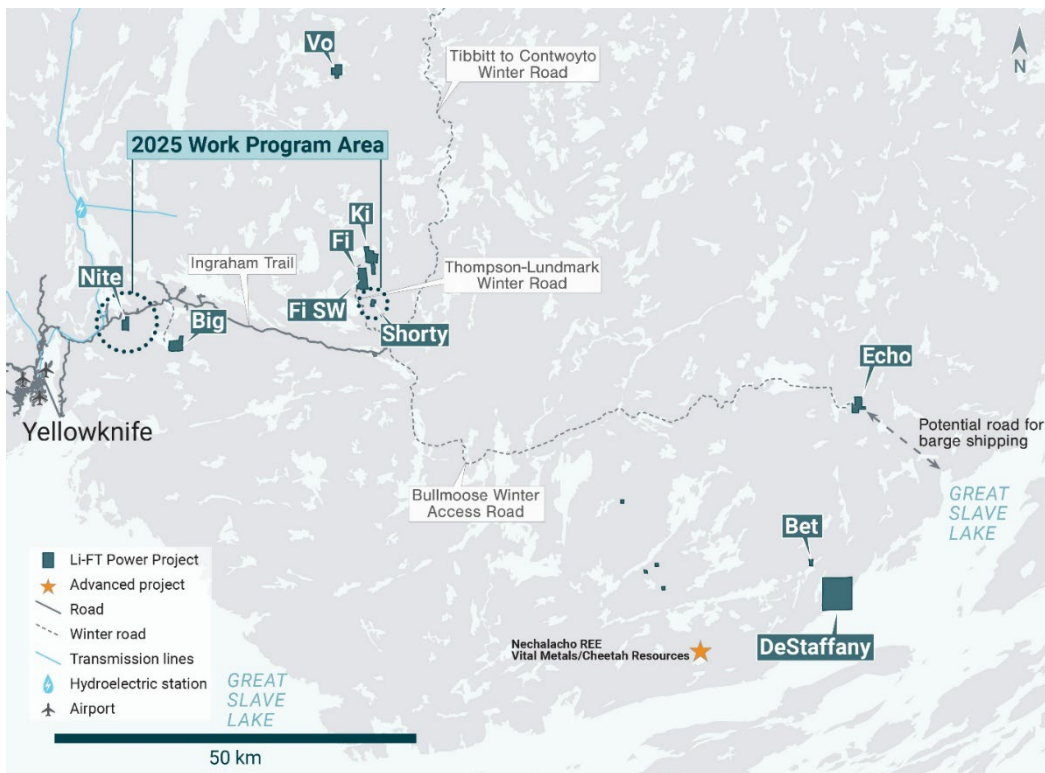 Vo
Tibbitt to Contwoyto
Winter Road
N
2025 Work Program Area
Ki
Fi
Nite
Ingraham Trail
Thompson-Lundmark
Winter Road
Fi SW
Big
Shorty
Echo
Yellowknife
Potential road for
barge shipping
Bullmoose Winter
Access Road
GREAT
SLAVE
LAKE
Bet
Li-FT Power Project
Advanced project
Road
Winter road
Transmission lines
Hydroelectric station
Airport
Nechalacho REE
Vital Metals/Cheetah Resources
DeStaffany
GREAT
SLAVE
LAKE
50 km